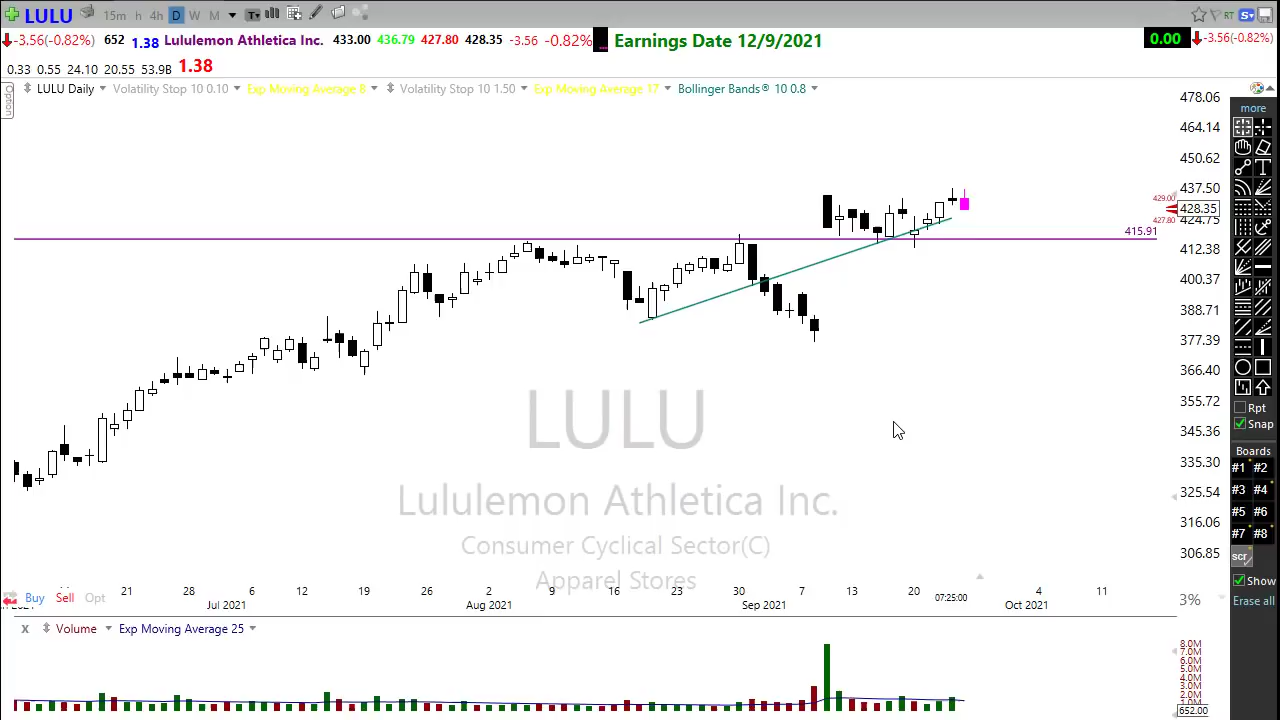 LULU 15m h 4h D W M T RT S
-3.56(-0.82%) 652 1.38 Lululemon Athletica Inc. 433.00 436.79 427.80 428.35 -3.56 -0.82% Earnings Date 12/9/2021 0.00 -3.56(-0.82%)
0.33 0.55 24.10 20.55 53.9B 1.38
Option
LULU Daily Volatility Stop 10 0.10 Exp Moving Average 8 Volatility Stop 10 1.50 Exp Moving Average 17 Bollinger Bands® 10 0.8
478.06
464.14
450.62
437.50
429.00
428.35
427.80
424.75
415.91
412.38
400.37
388.71
377.39
366.40
355.72
345.36
335.30
325.54
316.06
306.85
3%
more
T
Rpt
Snap
Boards
#1 #2
#3 #4
#5 #6
#7 #8
scr
Show
Erase all
LULU
Lululemon Athletica Inc.
Consumer Cyclical Sector(C)
Apparel Stores
21 28 6 12 19 26 2 9 16 23 30 7 13 20 07:25:00 4 11
Jul 2021 Aug 2021 Sep 2021 Oct 2021
Buy Sell Opt
x Volume Exp Moving Average 25
8.0M
7.0M
6.0M
5.0M
4.0M
3.0M
2.0M
652.00